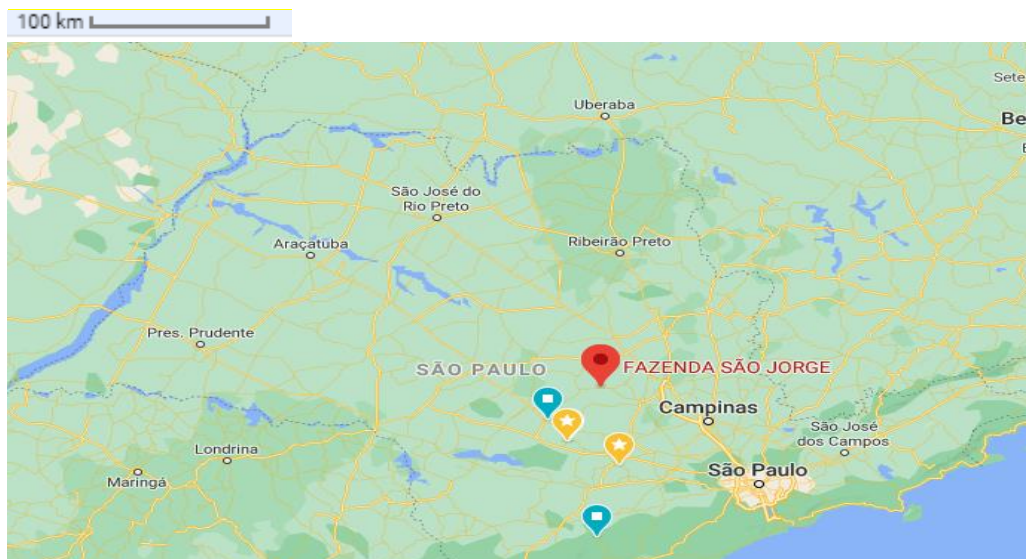 100 km
Uberaba
Sete
Be
São José do
Rio Preto
Araçatuba
Ribeirão Preto
Pres. Prudente
SÃO PAULO
FAZENDA SÃO JORGE
Campinas
São José
dos Campos
Londrina
Maringá
São Paulo